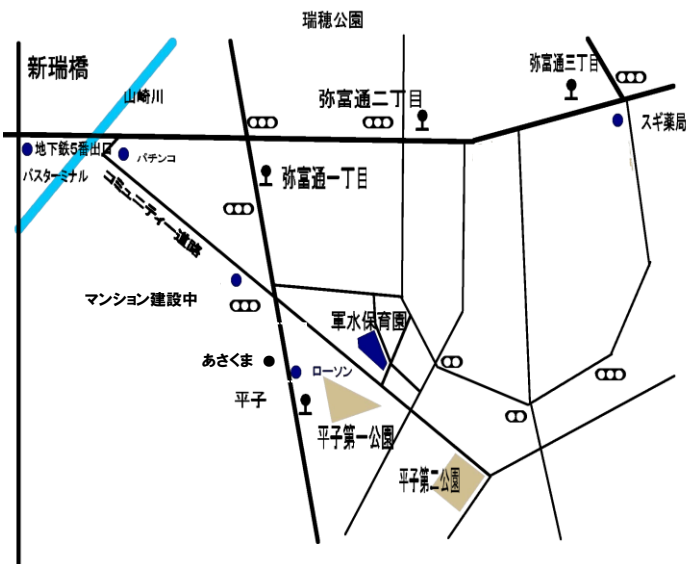 瑞穂公園
新瑞橋
弥富通三丁目
山崎川
弥富通二丁目
スギ薬局
地下鉄5番出口
パチンコ
バスターミナル
弥富通一丁目
コミュニティー道路
マンション建設中
軍水保育園
あさくま
ローソン
平子
平子第一公園
平子第二公園